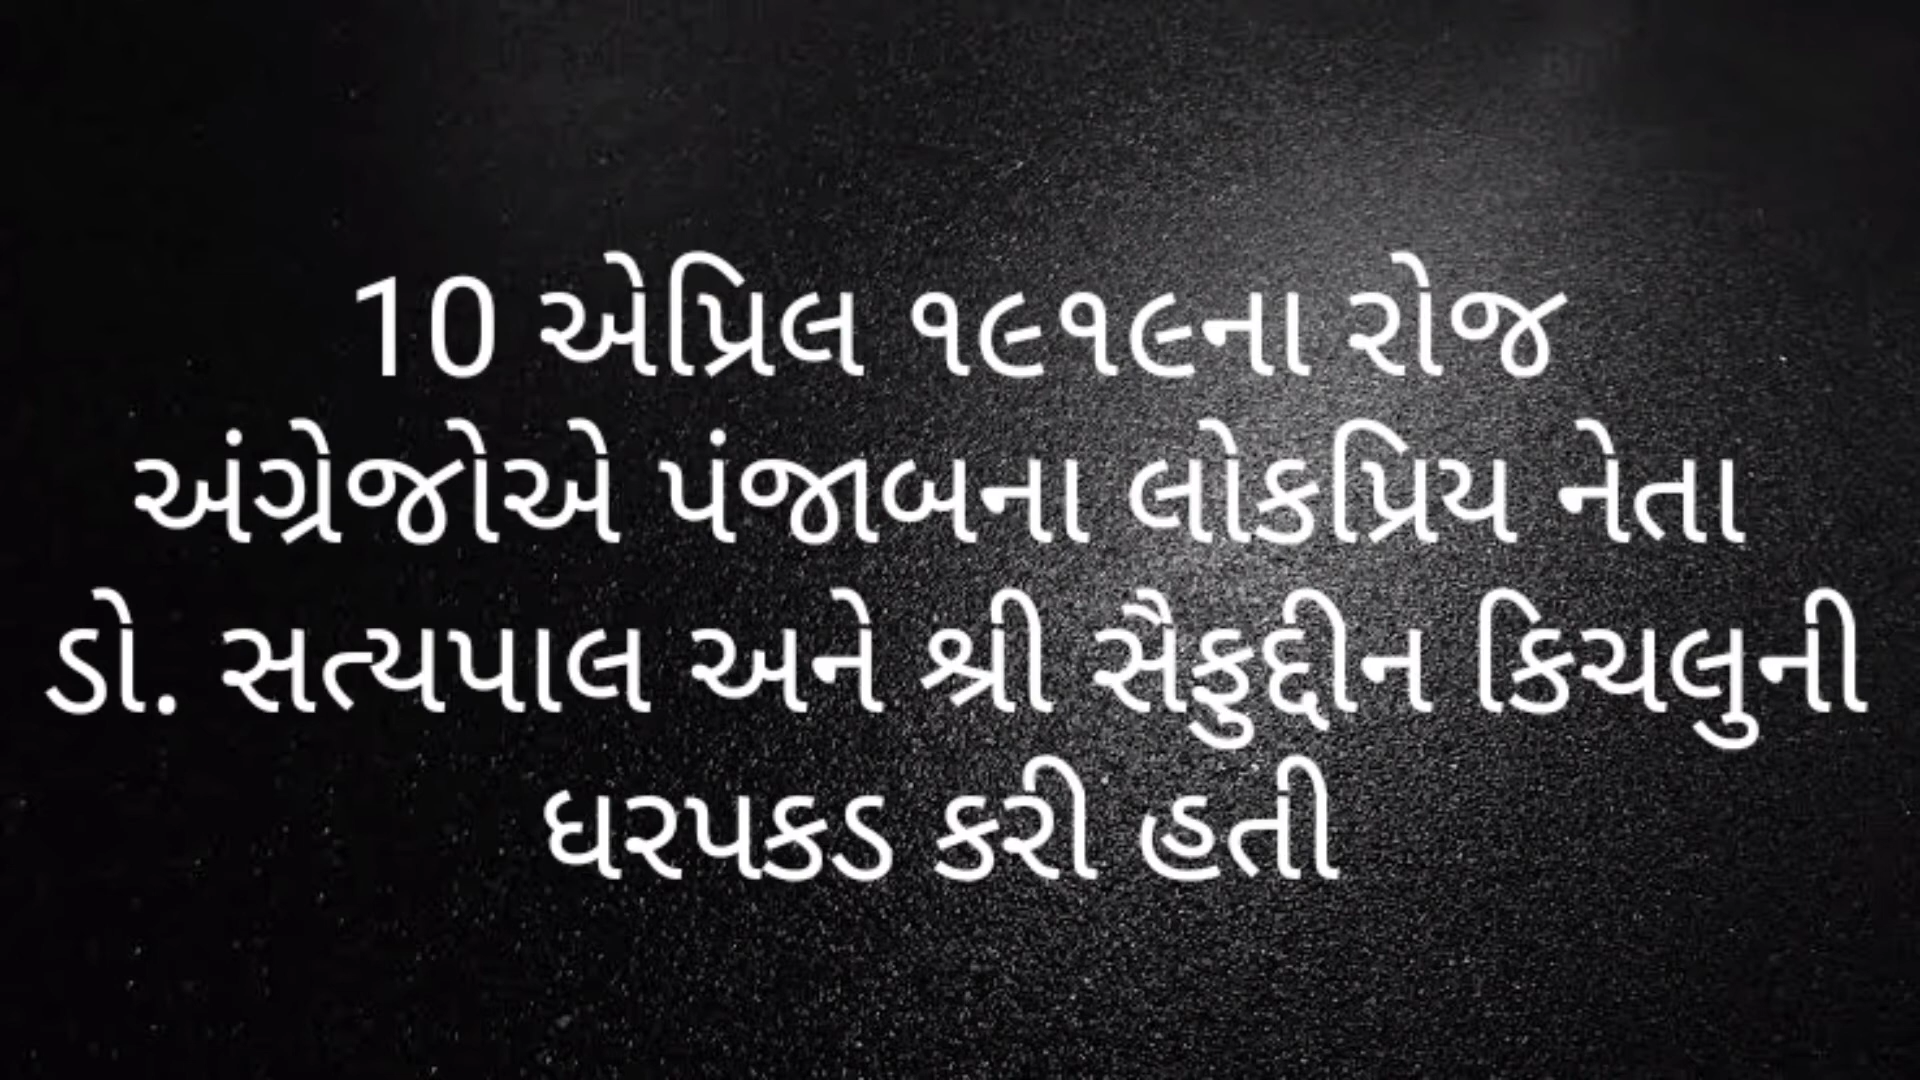 10 એપ્રિલ ૧૯૧૯ના રોજ
અંગ્રેજોએ પંજાબના લોકપ્રિય નેતા
ડો. સત્યપાલ અને શ્રી સૈફુદ્દીન કિચલુની
ધરપકડ કરી હતી